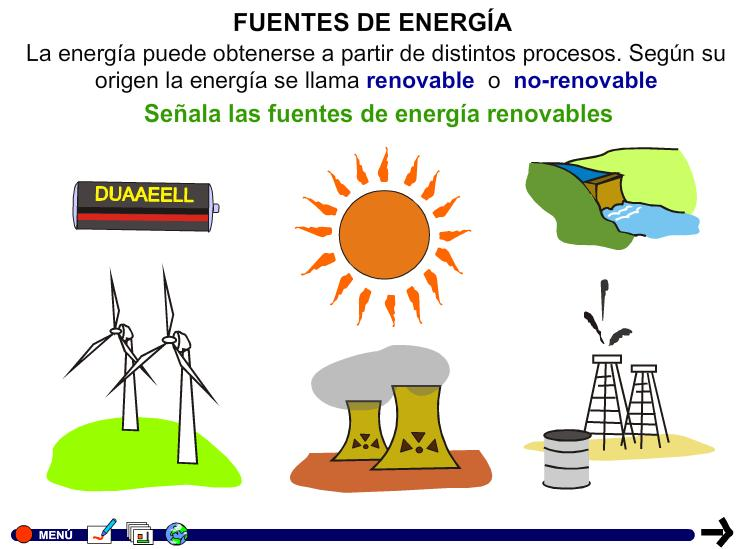 FUENTES DE ENERGÍA
La energía puede obtenerse a partir de distintos procesos. Según su
origen la energía se llama renovable o no-renovable
Señala las fuentes de energía renovables
DUAAEELL
MENÚ